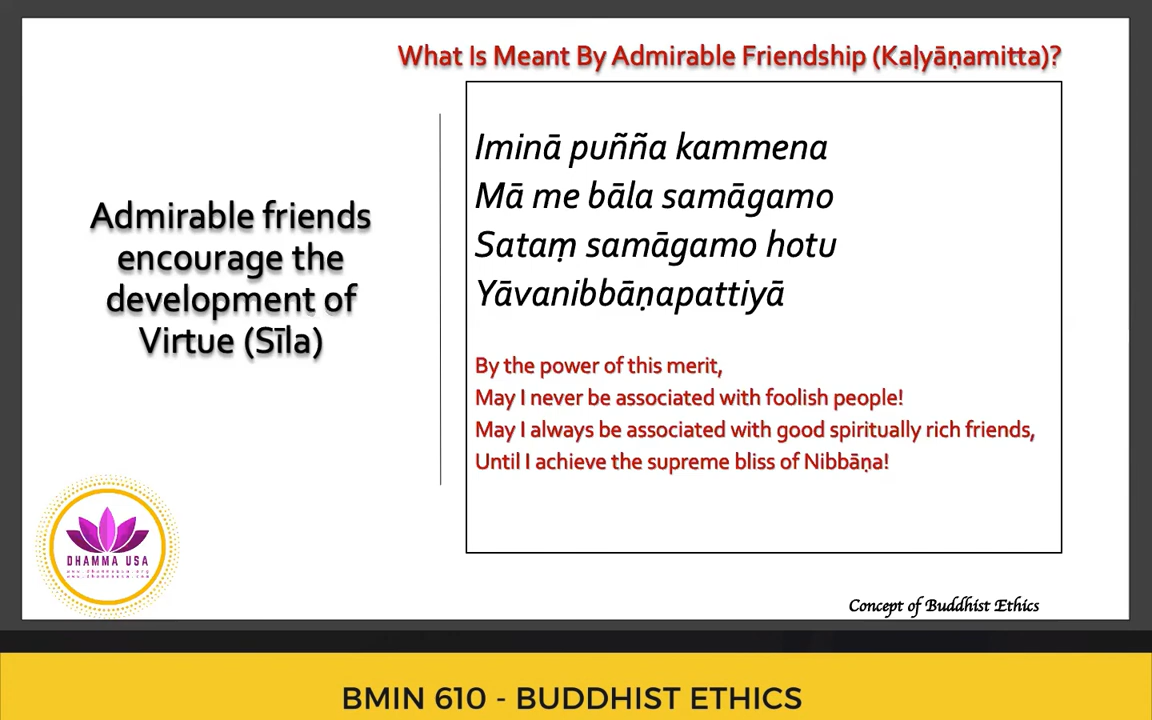 What Is Meant By Admirable Friendship (Kaḷyāṇamitta)?
Admirable friends
encourage the
development of
Virtue (Sīla)
Iminā puñña kammena
Mā me bāla samāgamo
Sataṃ samāgamo hotu
Yāvanibbāṇapattiyā
By the power of this merit,
May I never be associated with foolish people!
May I always be associated with good spiritually rich friends,
Until I achieve the supreme bliss of Nibbāṇa!
DHAMMA USA
Concept of Buddhist Ethics
BMIN 610 - BUDDHIST ETHICS